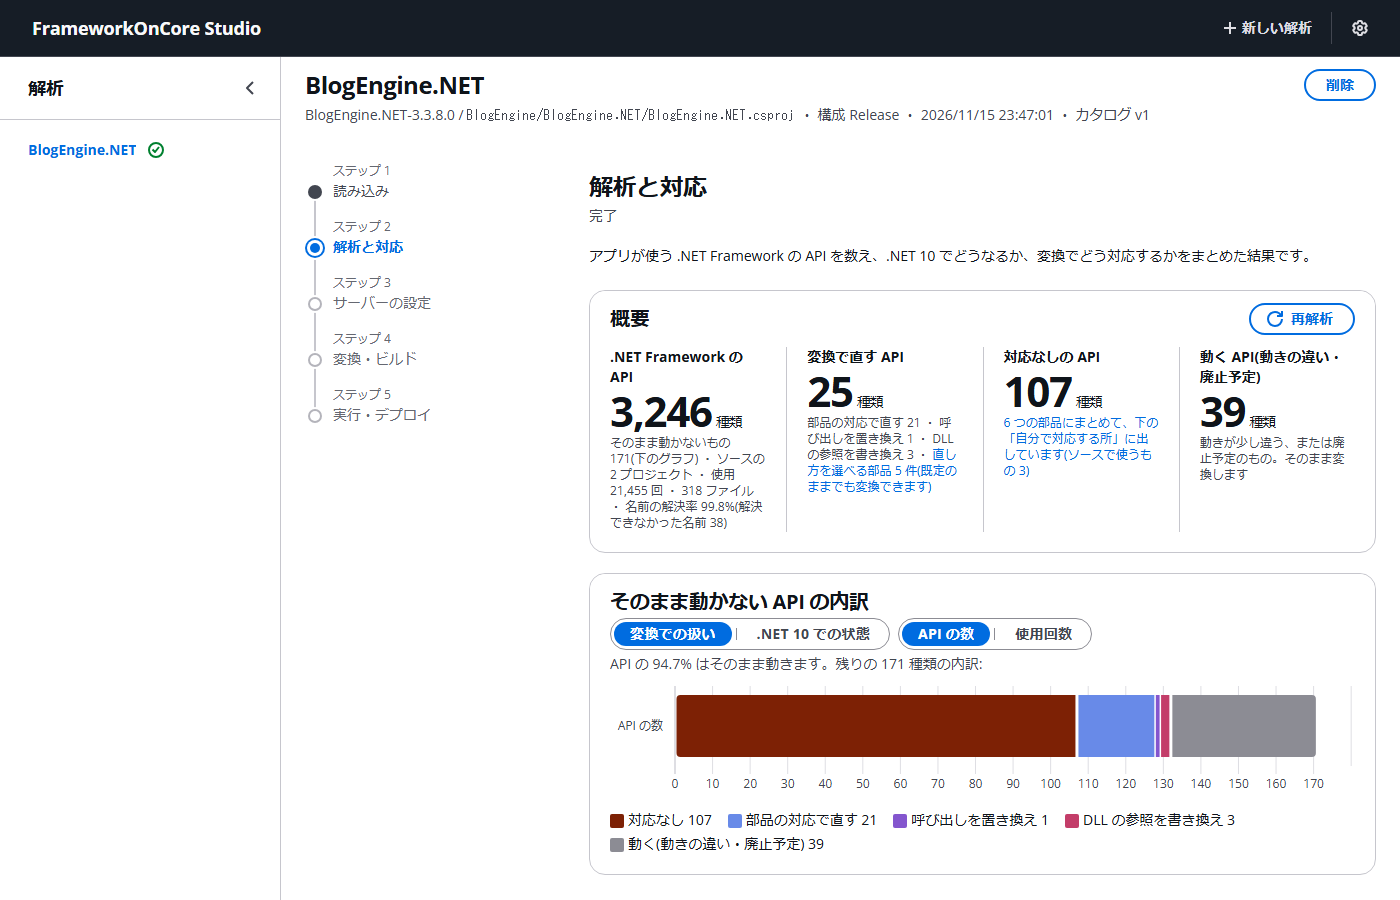 FrameworkOnCore Studio
新しい解析
解析
BlogEngine.NET
BlogEngine.NET
削除
BlogEngine.NET-3.3.8.0 / BlogEngine/BlogEngine.NET/BlogEngine.NET.csproj ・ 構成 Release ・ 2026/11/15 23:47:01 ・ カタログ v1
ステップ 1
読み込み
ステップ 2
解析と対応
ステップ 3
サーバーの設定
ステップ 4
変換・ビルド
ステップ 5
実行・デプロイ
解析と対応
完了
アプリが使う .NET Framework の API を数え、.NET 10 でどうなるか、変換でどう対応するかをまとめた結果です。
概要
再解析
.NET Framework の
API
3,246 種類
そのまま動かないもの
171(下のグラフ) ・ ソースの
2 プロジェクト ・ 使用
21,455 回 ・ 318 ファイル
・ 名前の解決率 99.8%(解決
できなかった名前 38)
変換で直す API
25 種類
部品の対応で直す 21 ・ 呼
び出しを置き換え 1 ・ DLL
の参照を書き換え 3 ・ 直し
方を選べる部品 5 件(既定の
ままでも変換できます)
対応なしの API
107 種類
6 つの部品にまとめて、下の
「自分で対応する所」に出
しています(ソースで使うも
の 3)
動く API(動きの違い・
廃止予定)
39 種類
動きが少し違う、または廃
止予定のもの。そのまま変
換します
そのまま動かない API の内訳
変換での扱い
.NET 10 での状態
API の数
使用回数
API の 94.7% はそのまま動きます。残りの 171 種類の内訳:
API の数
0 10 20 30 40 50 60 70 80 90 100 110 120 130 140 150 160 170
対応なし 107 部品の対応で直す 21 呼び出しを置き換え 1 DLL の参照を書き換え 3
動く(動きの違い・廃止予定) 39